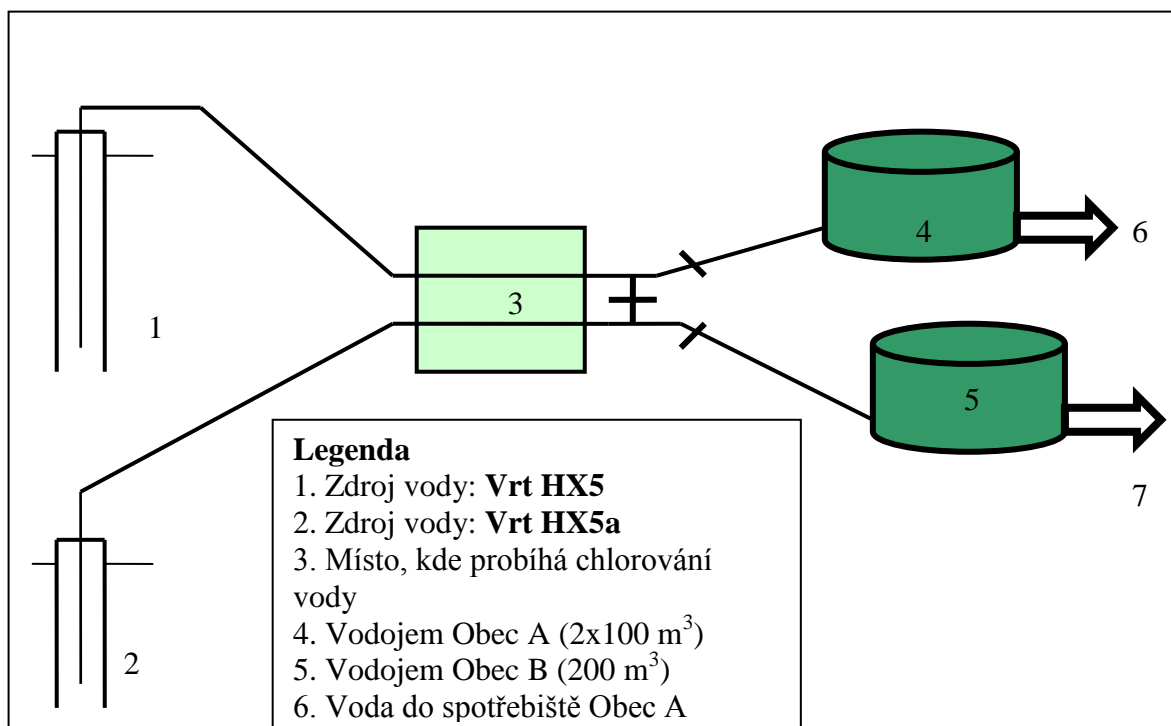 1
2
3
4
5
6
7
Legenda
1. Zdroj vody: Vrt HX5
2. Zdroj vody: Vrt HX5a
3. Místo, kde probíhá chlorování
vody
4. Vodojem Obec A (2x100 m³)
5. Vodojem Obec B (200 m³)
6. Voda do spotřebiště Obec A